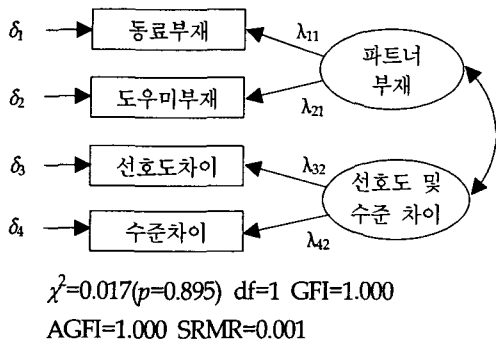 δ₁ 동료부재 λ₁₁
파트너
부재
δ₂ 도우미부재 λ₂₁
δ₃ 선호도차이 λ₃₂
선호도 및
수준 차이
δ₄ 수준차이 λ₄₂
χ²=0.017(p=0.895) df=1 GFI=1.000
AGFI=1.000 SRMR=0.001